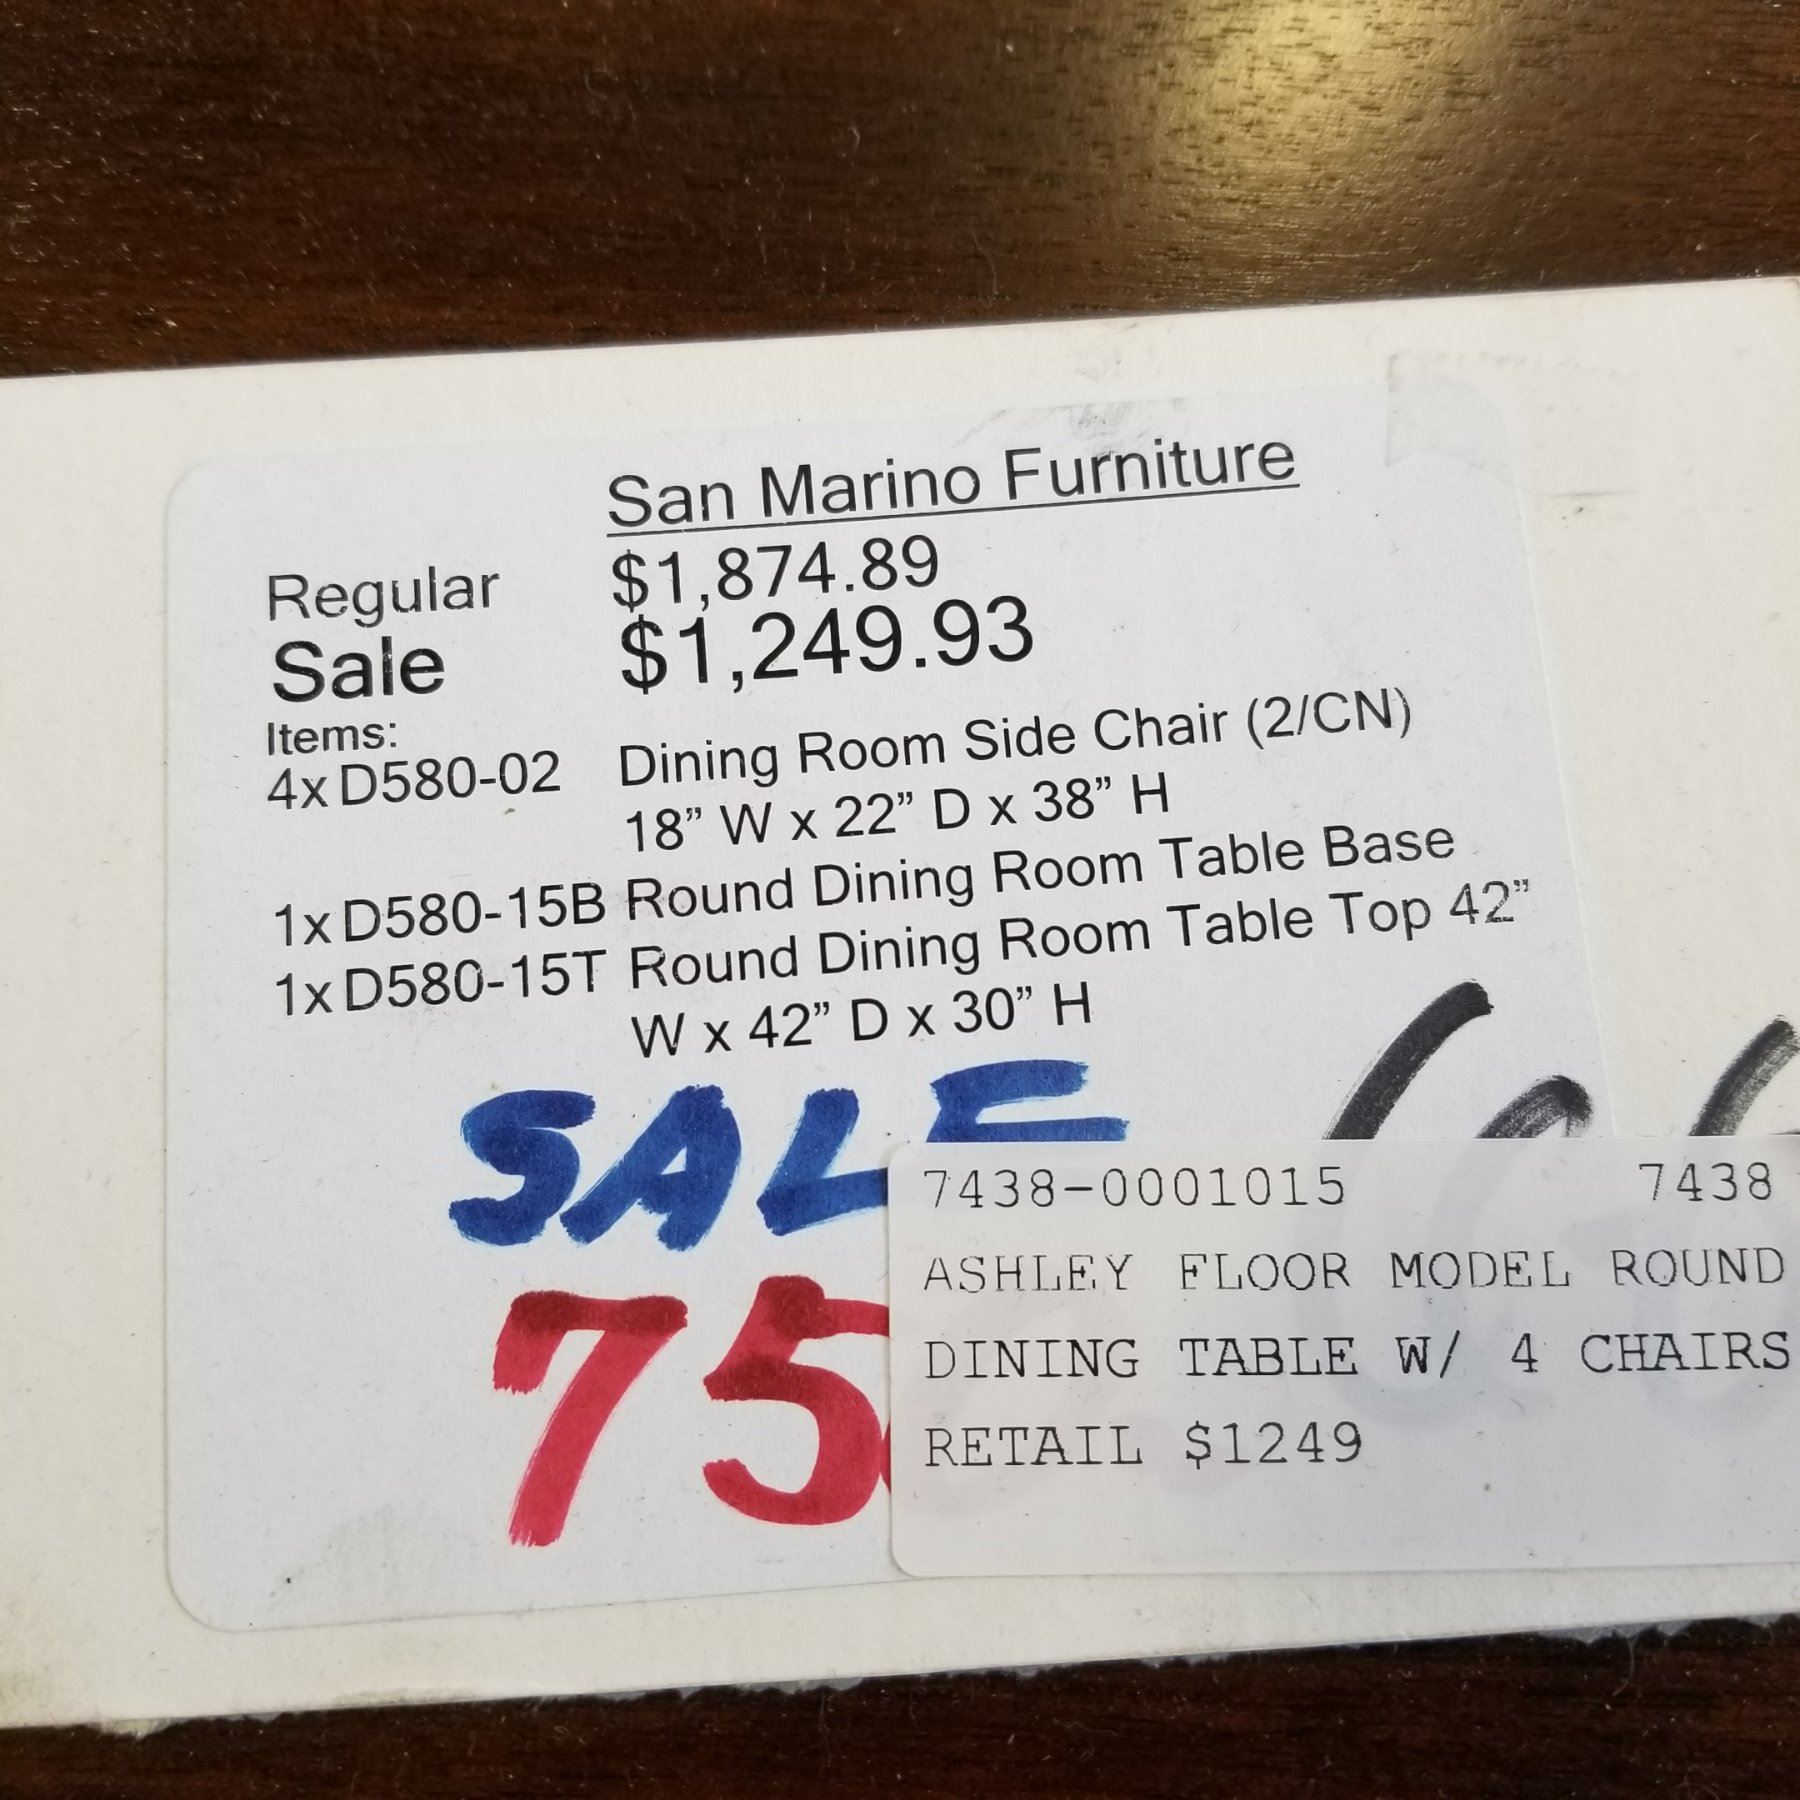 San Marino Furniture
Regular $1,874.89
Sale $1,249.93
Items:
4x D580-02 Dining Room Side Chair (2/CN)
18” W x 22” D x 38” H
1x D580-15B Round Dining Room Table Base
1x D580-15T Round Dining Room Table Top 42”
W x 42” D x 30” H
SALE
75
7438-0001015 7438
ASHLEY FLOOR MODEL ROUND
DINING TABLE W/ 4 CHAIRS
RETAIL $1249